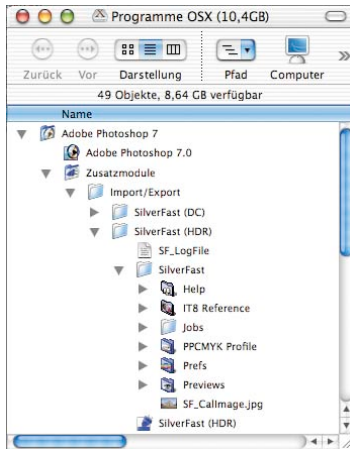 Programme OSX (10,4GB)
Zurück Vor Darstellung Pfad Computer
49 Objekte, 8,64 GB verfügbar
Name
Adobe Photoshop 7
Adobe Photoshop 7.0
Zusatzmodule
Import/Export
SilverFast (DC)
SilverFast (HDR)
SF_LogFile
SilverFast
Help
IT8 Reference
Jobs
PPCMYK Profile
Prefs
Previews
SF_CalImage.jpg
SilverFast (HDR)